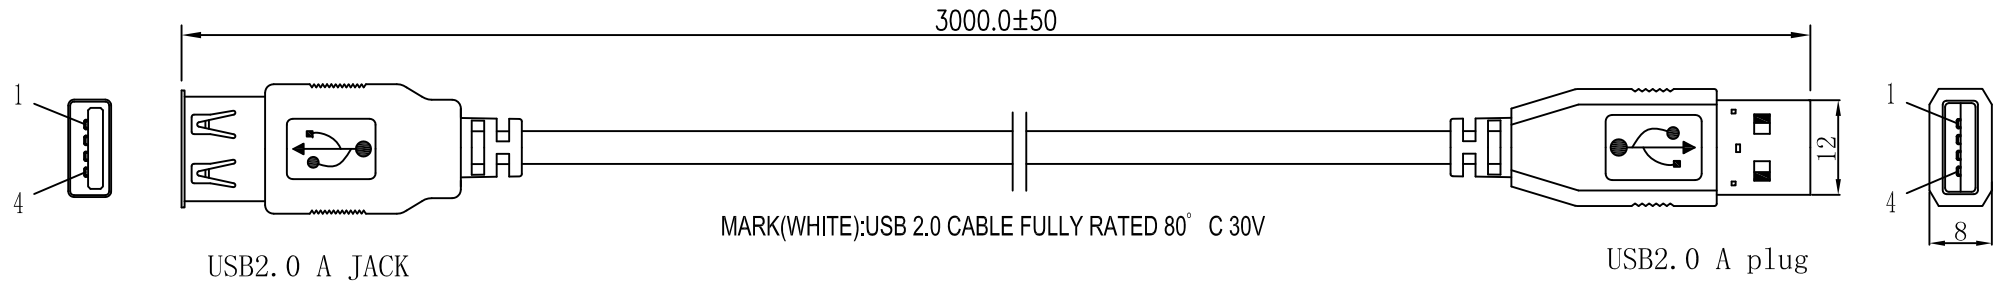 3000.0±50
1
4
1
4
12
8
MARK(WHITE):USB 2.0 CABLE FULLY RATED 80° C 30V
USB2.0 A JACK
USB2.0 A plug